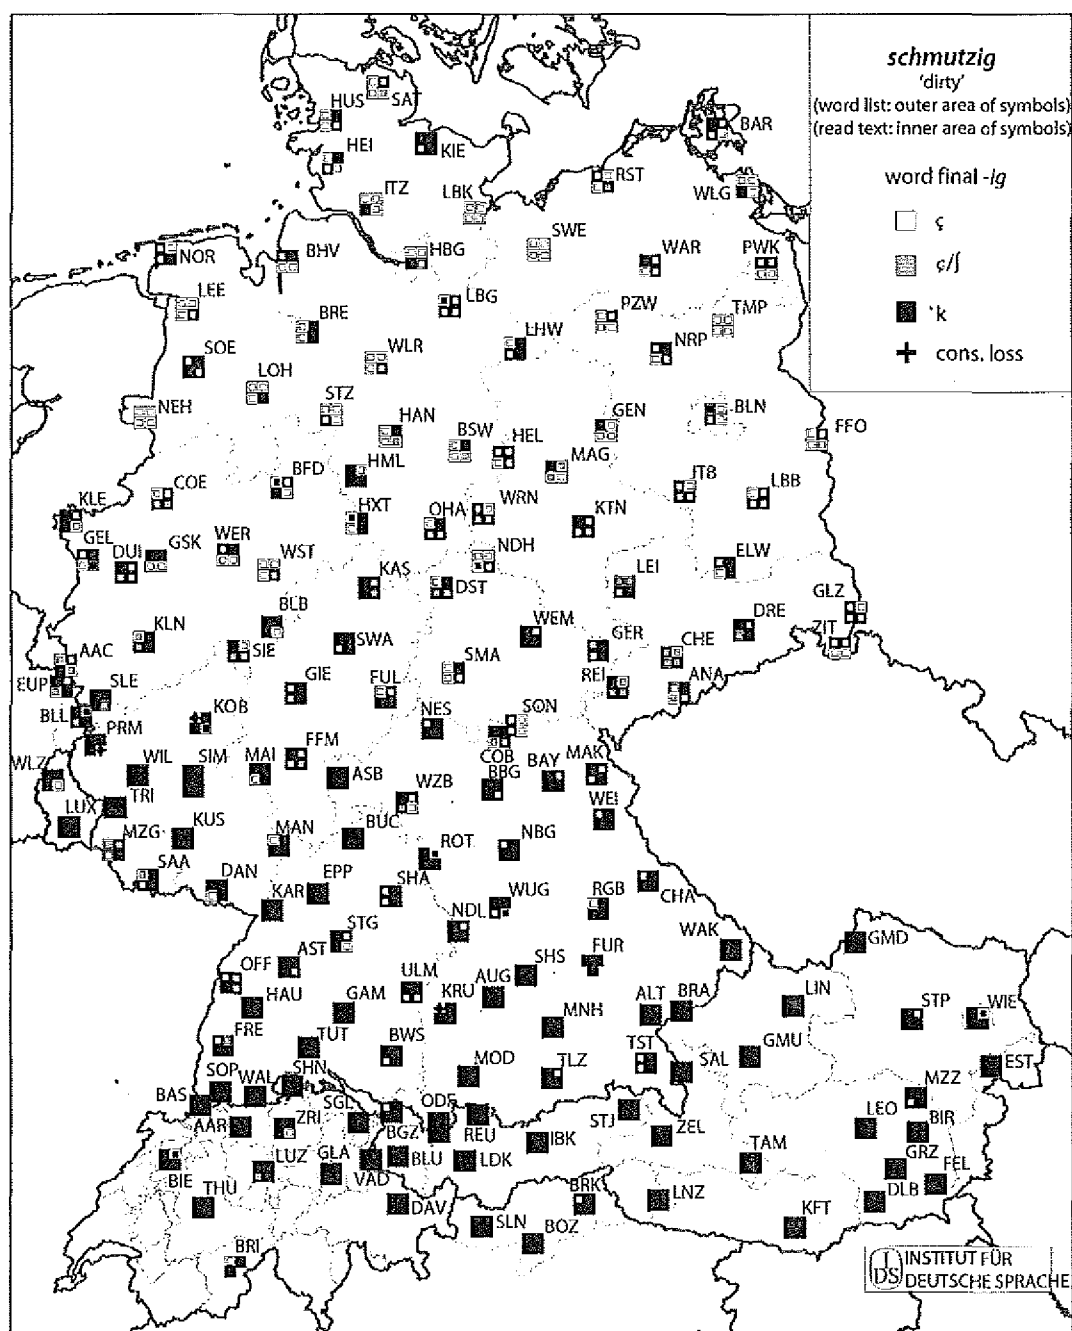 schmutzig
'dirty'
(word list: outer area of symbols)
(read text: inner area of symbols)
word final -ig
ç
ç/ʃ
ˈk
cons. loss
SAT
HUS
BAR
HEI
KIE
RST
WLG
ITZ
LBK
SWE
NOR
BHV
HBG
WAR
PWK
LEE
LBG
BRE
PZW
TMP
WLR
LHW
NRP
SOE
LOH
STZ
NEH
HAN
GEN
BLN
BSW
HEL
FFO
MAG
BFD
HML
JTB
LBB
COE
KLE
HXT
OHA
WRN
KTN
GEL
WER
DUI
GSK
WST
NDH
ELW
KAS
DST
LEI
GLZ
BLB
KLN
SWA
WEM
DRE
GER
ZIT
SIE
CHE
AAC
SMA
REI
EUP
SLE
GIE
FUL
ANA
BLL
KOB
NES
SON
PRM
FFM
COB
MAK
WLZ
WIL
SIM
MAI
ASB
WZB
BBG
BAY
TRI
LUX
WEI
KUS
BUC
MZG
MAN
ROT
NBG
SAA
DAN
EPP
SHA
CHA
KAR
WUG
RGB
NDL
STG
WAK
GMD
AST
FUR
OFF
ULM
SHS
AUG
HAU
GAM
KRU
ALT
BRA
LIN
STP
WIE
MNH
FRE
TUT
BWS
TST
GMU
MOD
TLZ
SAL
EST
SOP
WAL
SHN
MZZ
BAS
SGL
ODF
STJ
LEO
AAR
ZRI
BGZ
REU
IBK
ZEL
BIR
GRZ
BIE
LUZ
GLA
VAD
BLU
LDK
TAM
FEL
THU
BRK
LNZ
DLB
DAV
SLN
BOZ
KFT
BRI
IDS
INSTITUT FÜR
DEUTSCHE SPRACHE